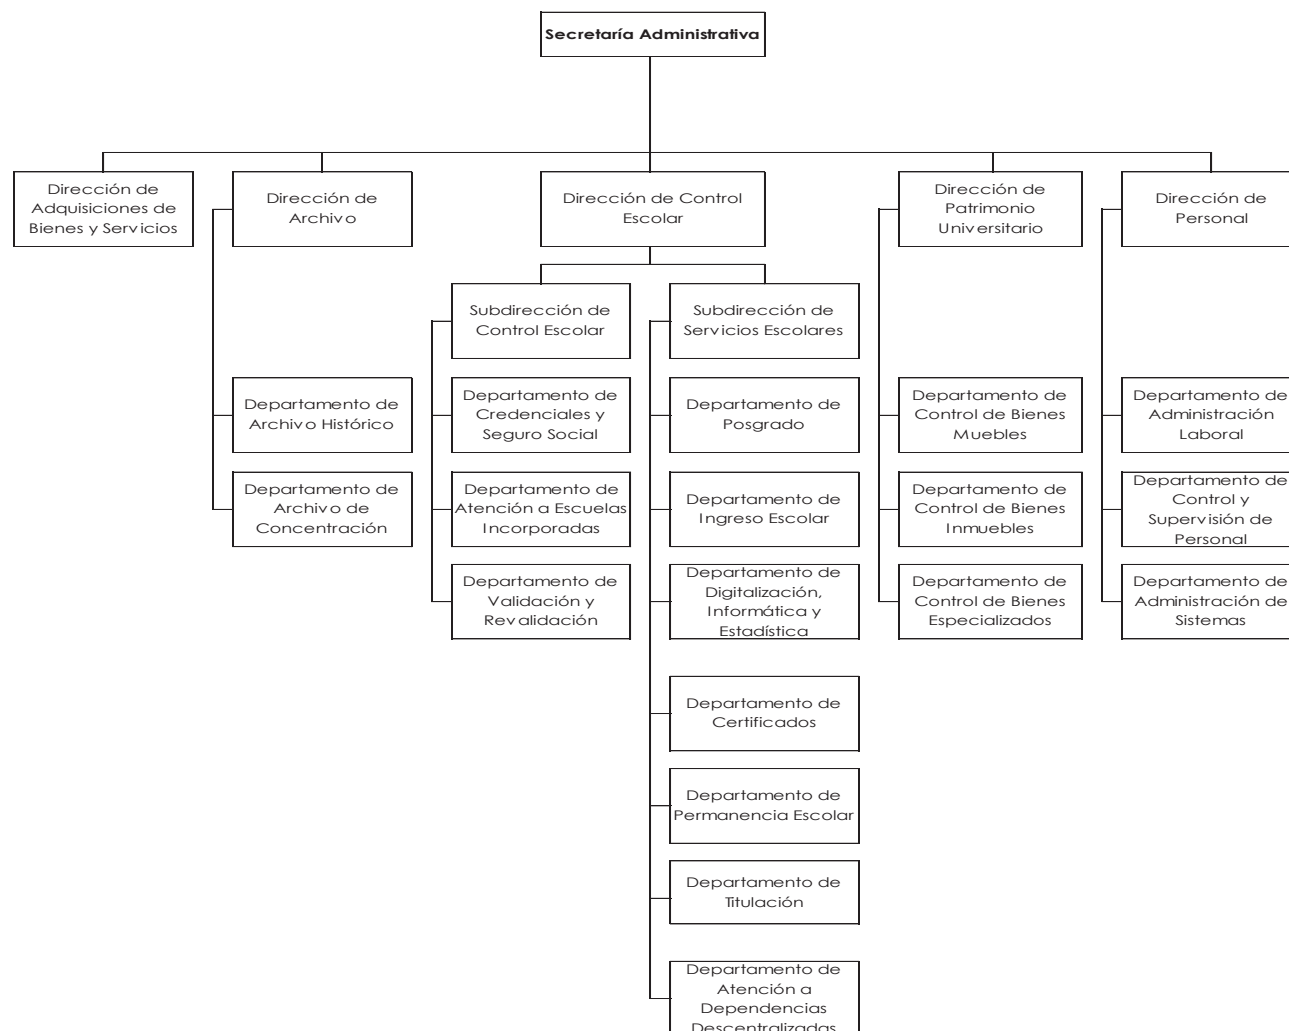 Secretaría Administrativa
Dirección de
Adquisiciones de
Bienes y Servicios
Dirección de
Archivo
Dirección de Control
Escolar
Dirección de
Patrimonio
Universitario
Dirección de
Personal
Subdirección de
Control Escolar
Subdirección de
Servicios Escolares
Departamento de
Archivo Histórico
Departamento de
Credenciales y
Seguro Social
Departamento de
Posgrado
Departamento de
Control de Bienes
Muebles
Departamento de
Administración
Laboral
Departamento de
Archivo de
Concentración
Departamento de
Atención a Escuelas
Incorporadas
Departamento de
Ingreso Escolar
Departamento de
Control de Bienes
Inmuebles
Departamento de
Control y
Supervisión de
Personal
Departamento de
Validación y
Revalidación
Departamento de
Digitalización,
Informática y
Estadística
Departamento de
Control de Bienes
Especializados
Departamento de
Administración de
Sistemas
Departamento de
Certificados
Departamento de
Permanencia Escolar
Departamento de
Titulación
Departamento de
Atención a
Dependencias
Descentralizadas